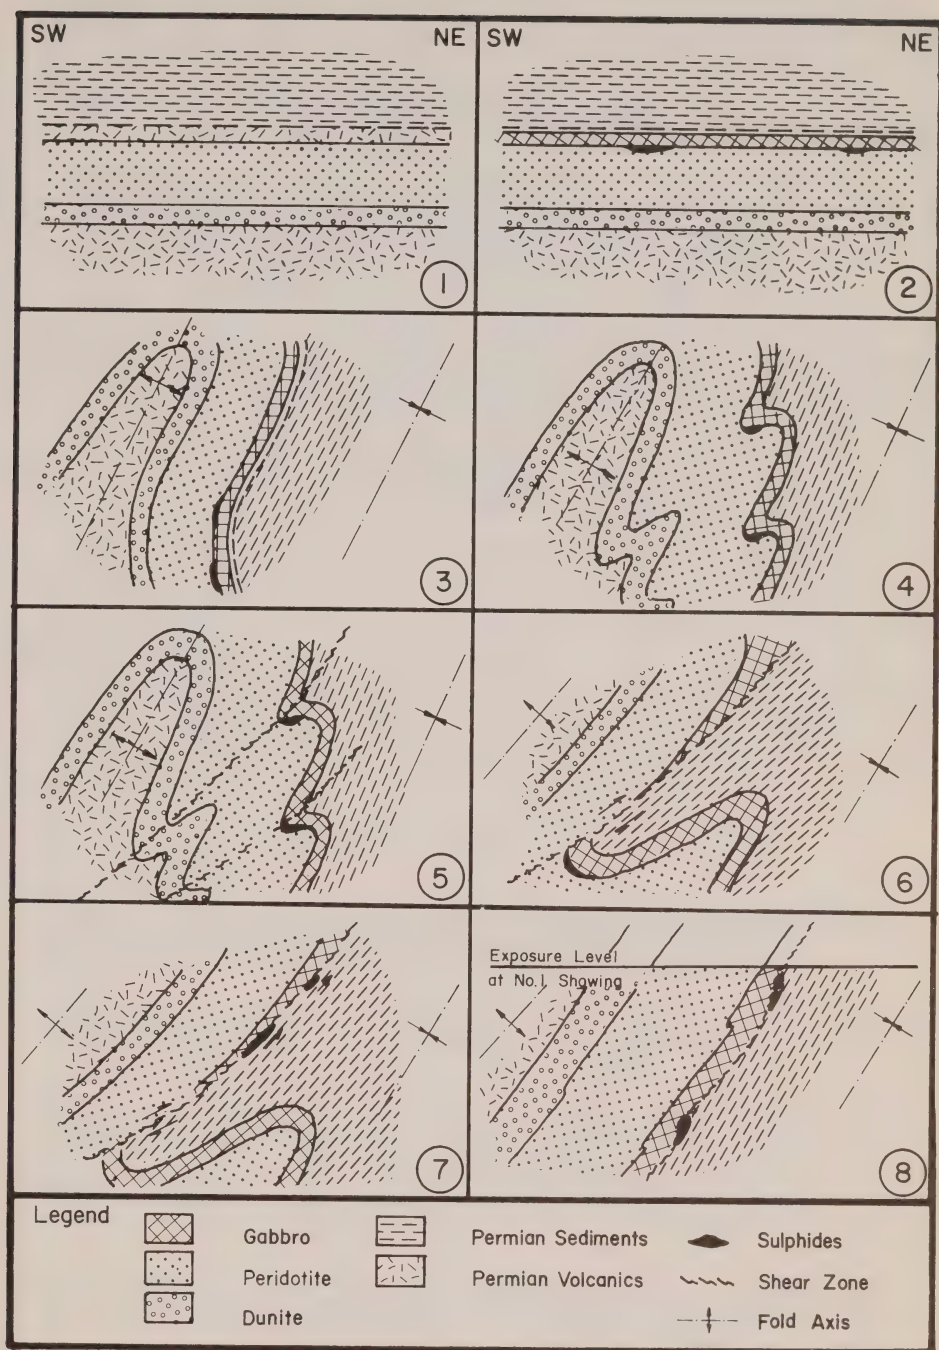 SW NE SW NE
1 2
3 4
5 6
Exposure Level
at No.1 Showing
7 8
Legend
Gabbro Permian Sediments Sulphides
Peridotite Permian Volcanics Shear Zone
Dunite Fold Axis